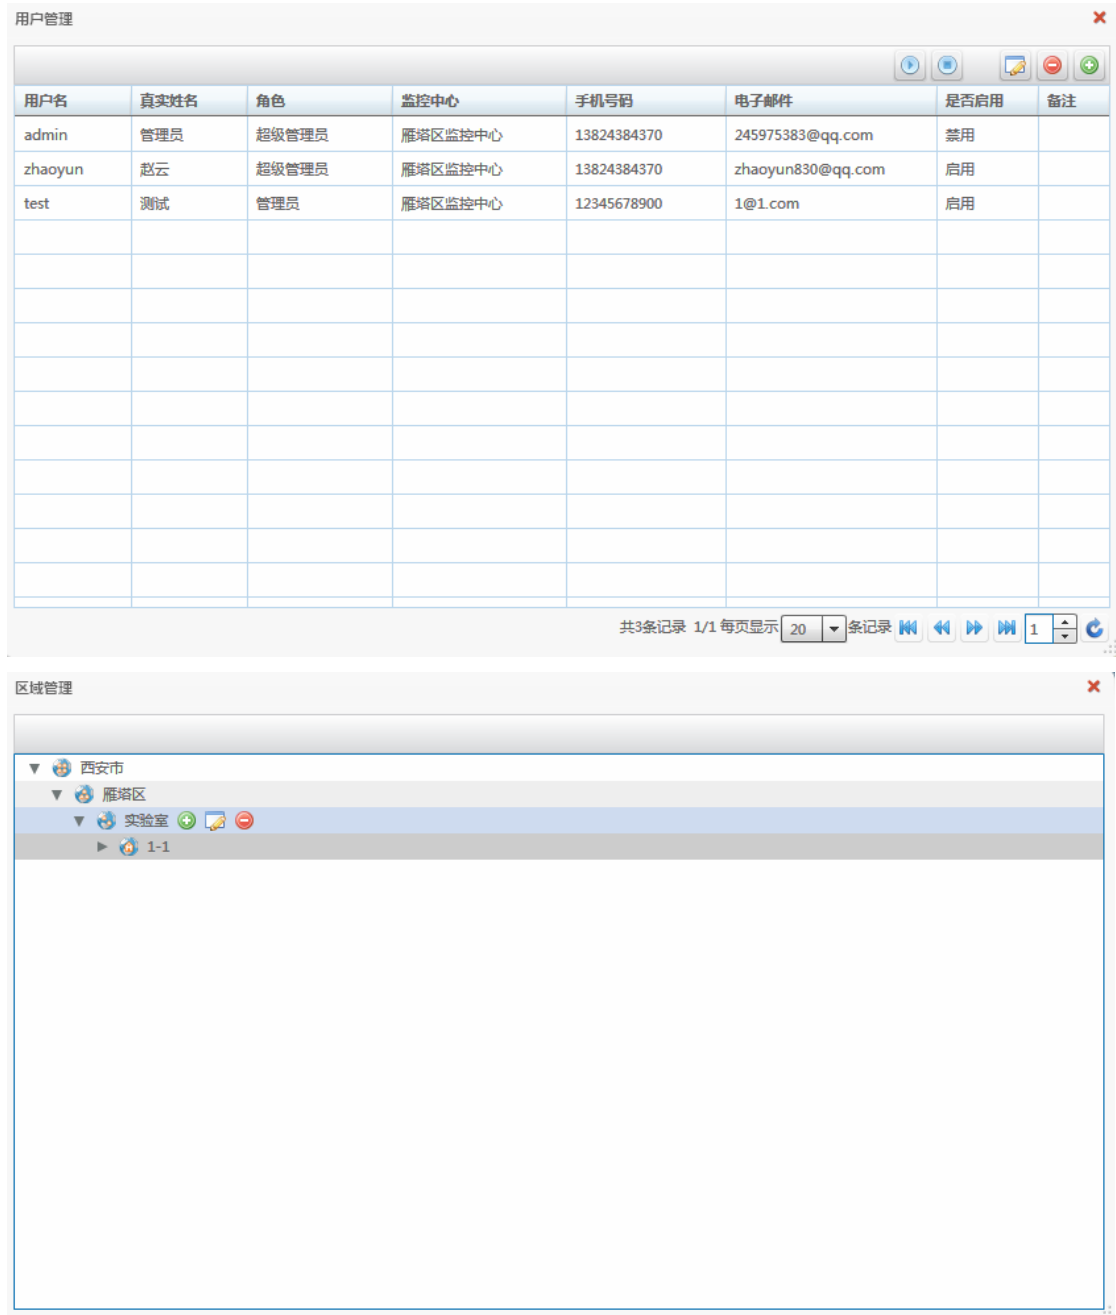 用户管理
用户名 真实姓名 角色 监控中心 手机号码 电子邮件 是否启用 备注
admin 管理员 超级管理员 雁塔区监控中心 13824384370 245975383@qq.com 禁用
zhaoyun 赵云 超级管理员 雁塔区监控中心 13824384370 zhaoyun830@qq.com 启用
test 测试 管理员 雁塔区监控中心 12345678900 1@1.com 启用
共3条记录 1/1 每页显示 20 条记录 1
区域管理
西安市
雁塔区
实验室
1-1